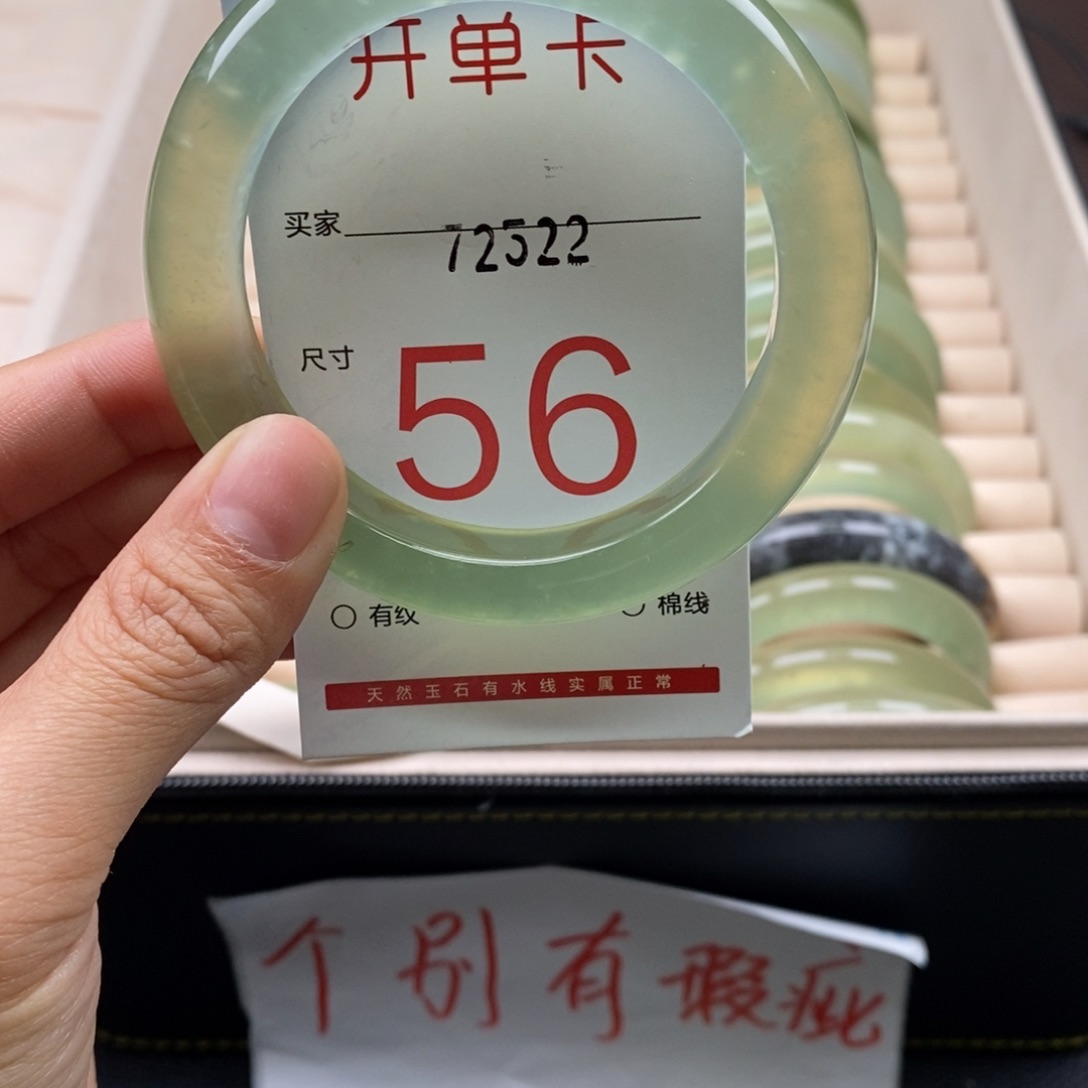 开单卡
买家
72522
尺寸 56
○ 有纹 ○ 棉线
天然玉石有水线实属正常
个别有瑕疵